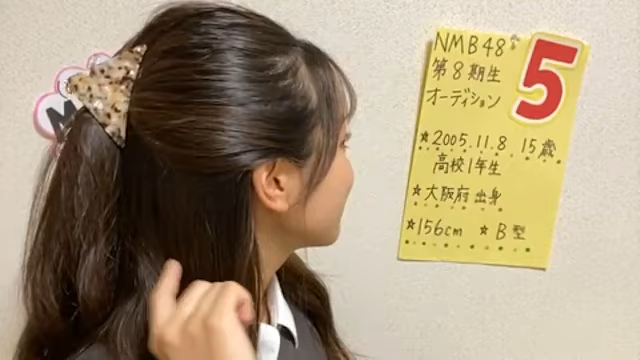 NMB48
第8期生
オーディション
5
★2005.11.8 15歳
高校1年生
★大阪府出身
★156cm ★B型
M